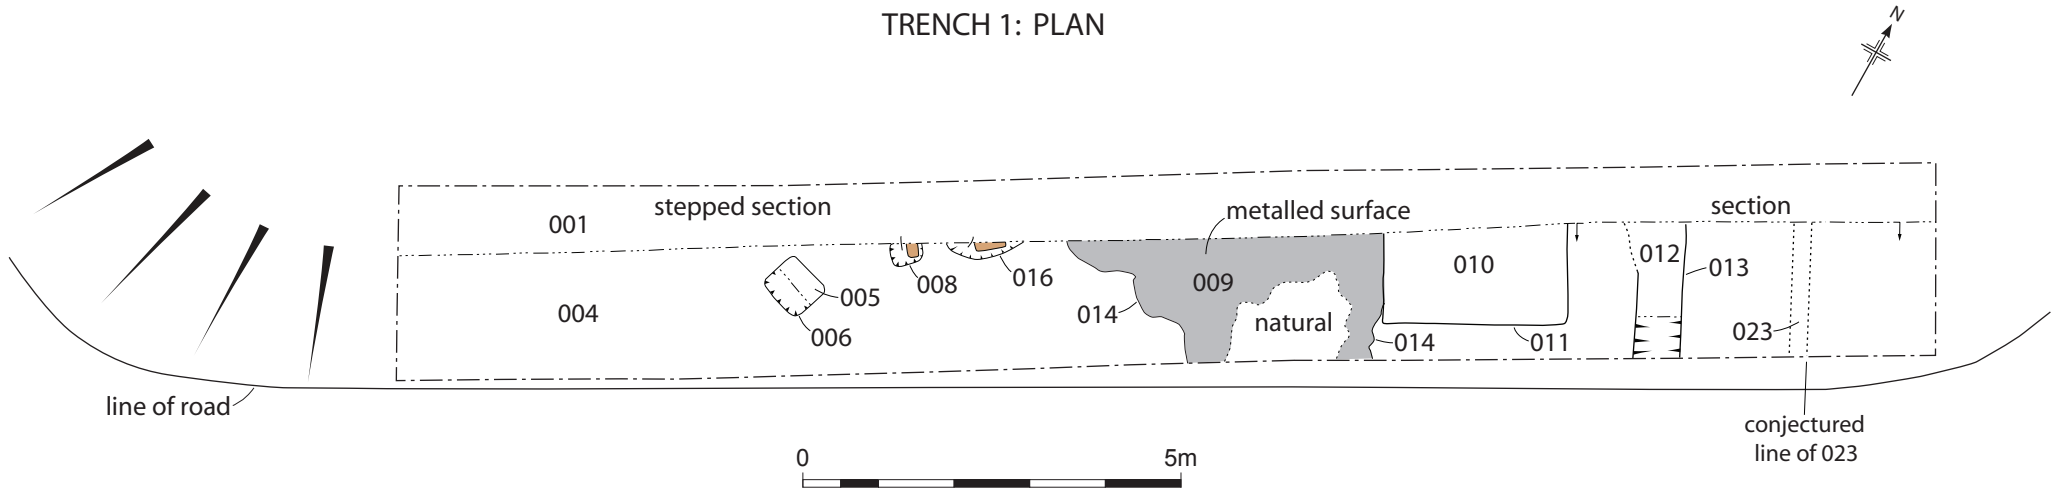 TRENCH 1: PLAN
N
stepped section
metalled surface
section
001
012
010
013
008
016
009
005
004
014
natural
023
006
014
011
line of road
conjectured
line of 023
0
5m